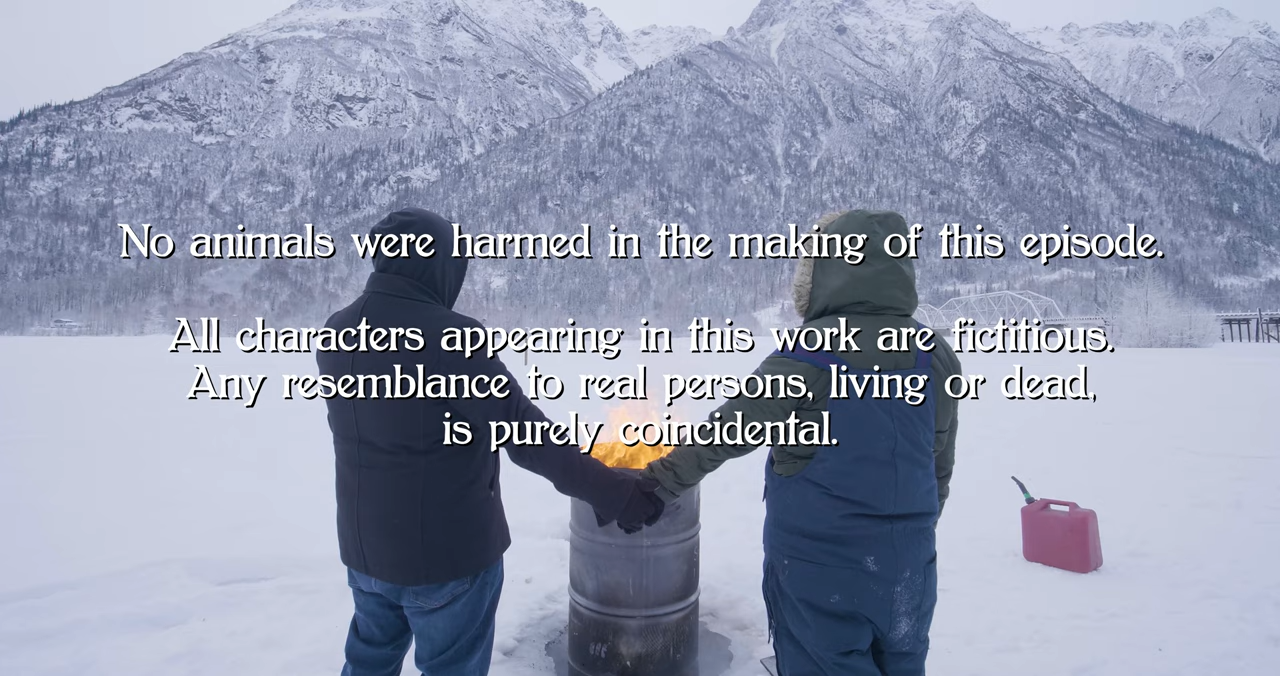 No animals were harmed in the making of this episode.
All characters appearing in this work are fictitious.
Any resemblance to real persons, living or dead,
is purely coincidental.